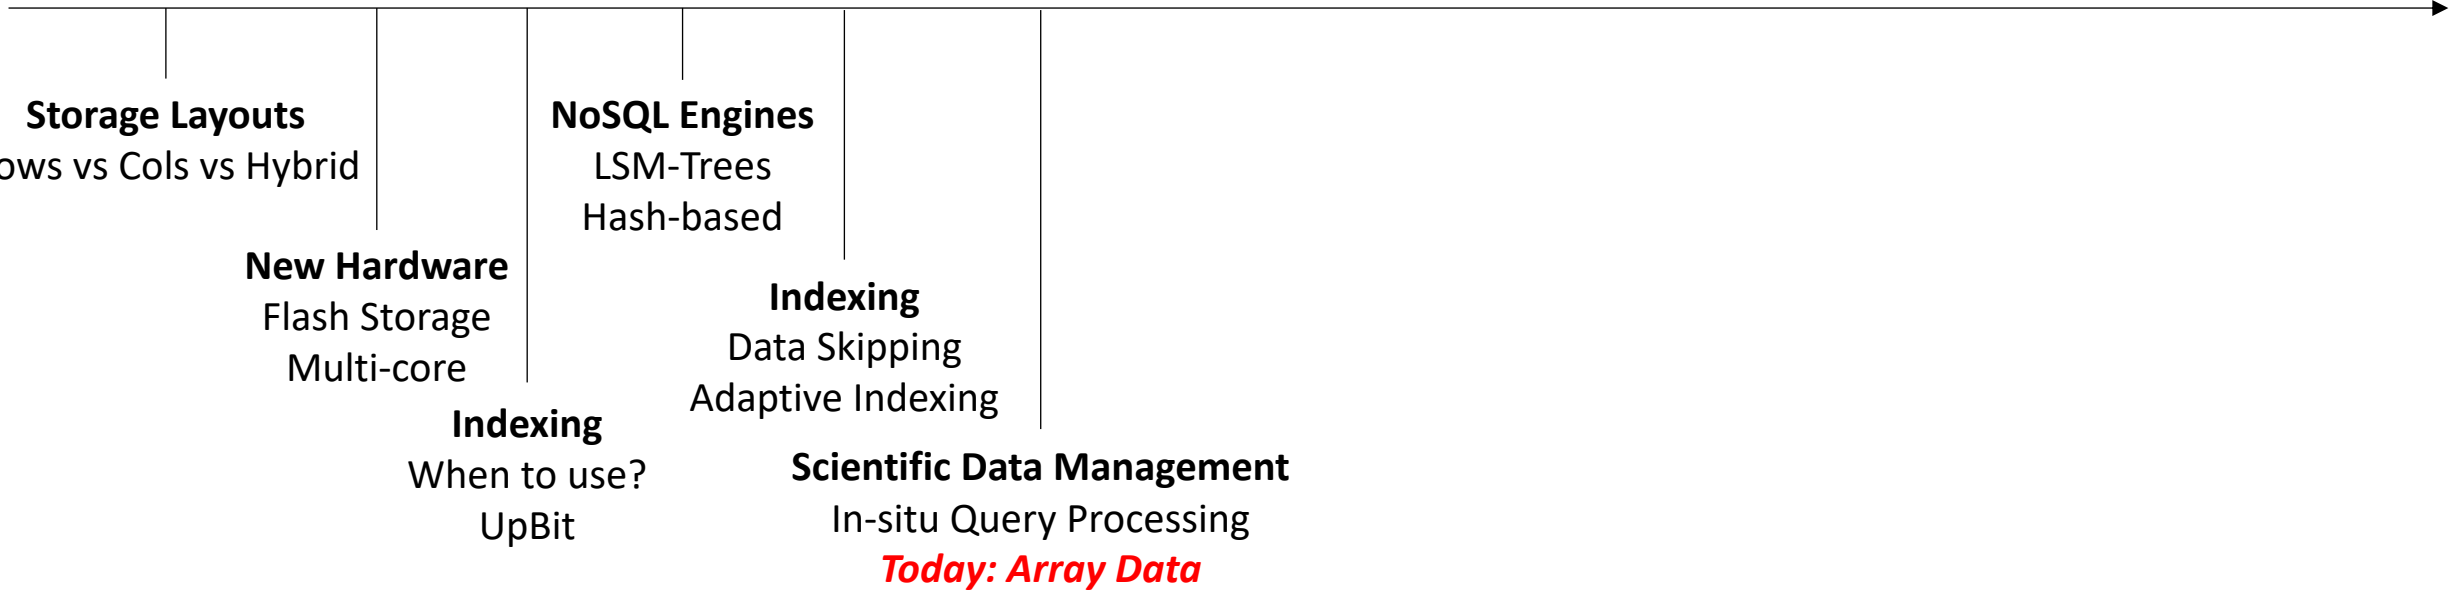 Storage Layouts
ows vs Cols vs Hybrid
New Hardware
Flash Storage
Multi-core
Indexing
When to use?
UpBit
NoSQL Engines
LSM-Trees
Hash-based
Indexing
Data Skipping
Adaptive Indexing
Scientific Data Management
In-situ Query Processing
Today: Array Data